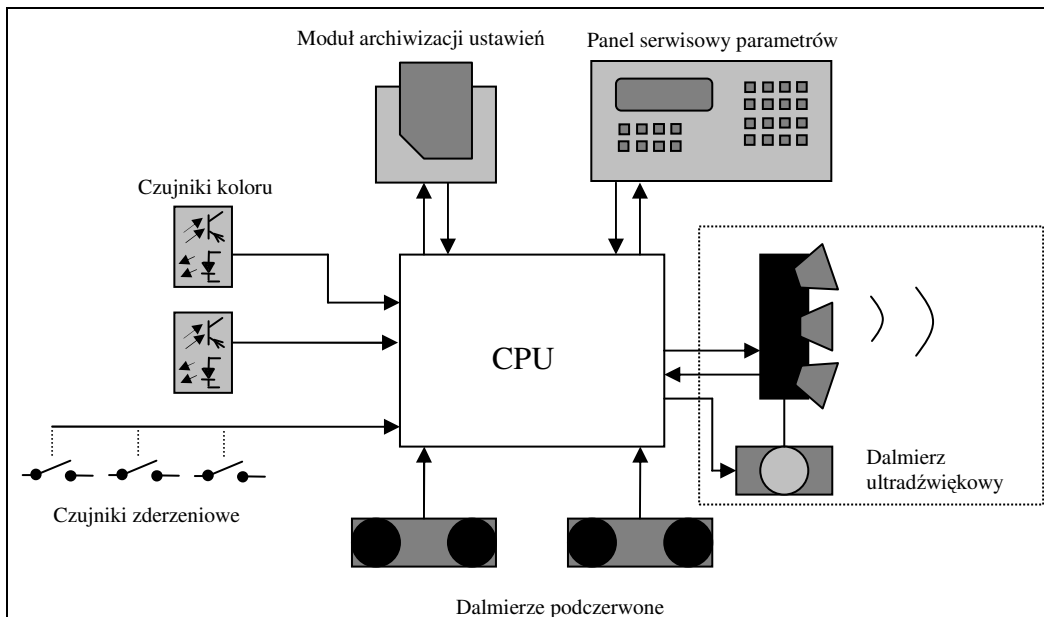 Moduł archiwizacji ustawień
Panel serwisowy parametrów
Czujniki koloru
CPU
Dalmierz
ultradźwiękowy
Czujniki zderzeniowe
Dalmierze podczerwone